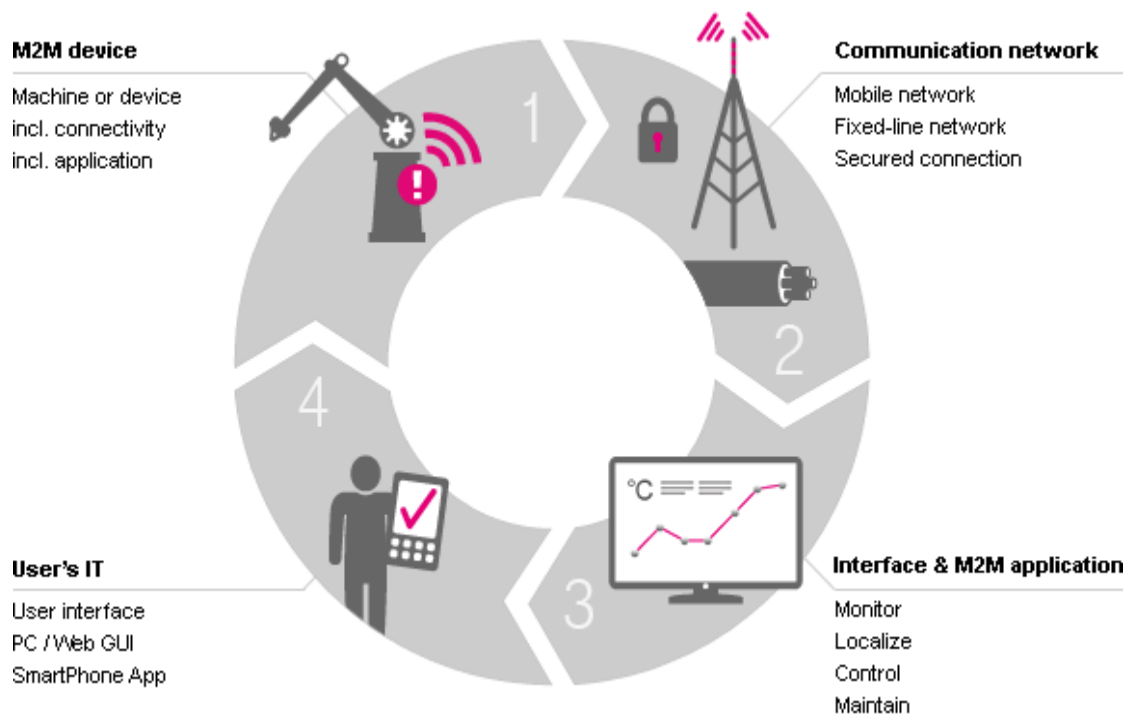 M2M device
Machine or device
incl. connectivity
incl. application
1
Communication network
Mobile network
Fixed-line network
Secured connection
2
4
°C
3
User's IT
User interface
PC / Web GUI
SmartPhone App
Interface & M2M application
Monitor
Localize
Control
Maintain